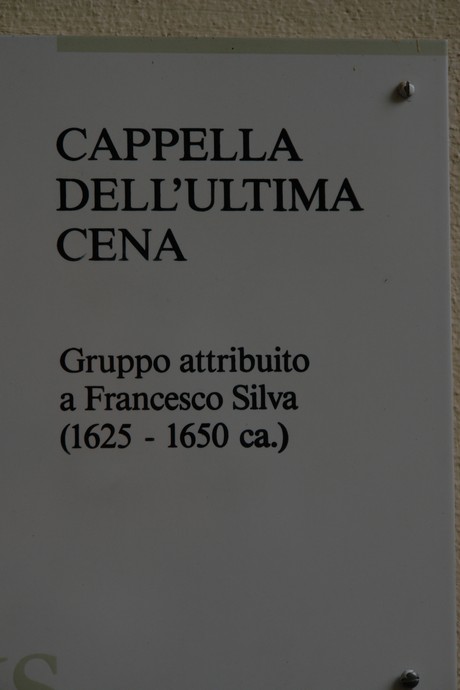 CAPPELLA
DELL'ULTIMA
CENA
Gruppo attribuito
a Francesco Silva
(1625 - 1650 ca.)